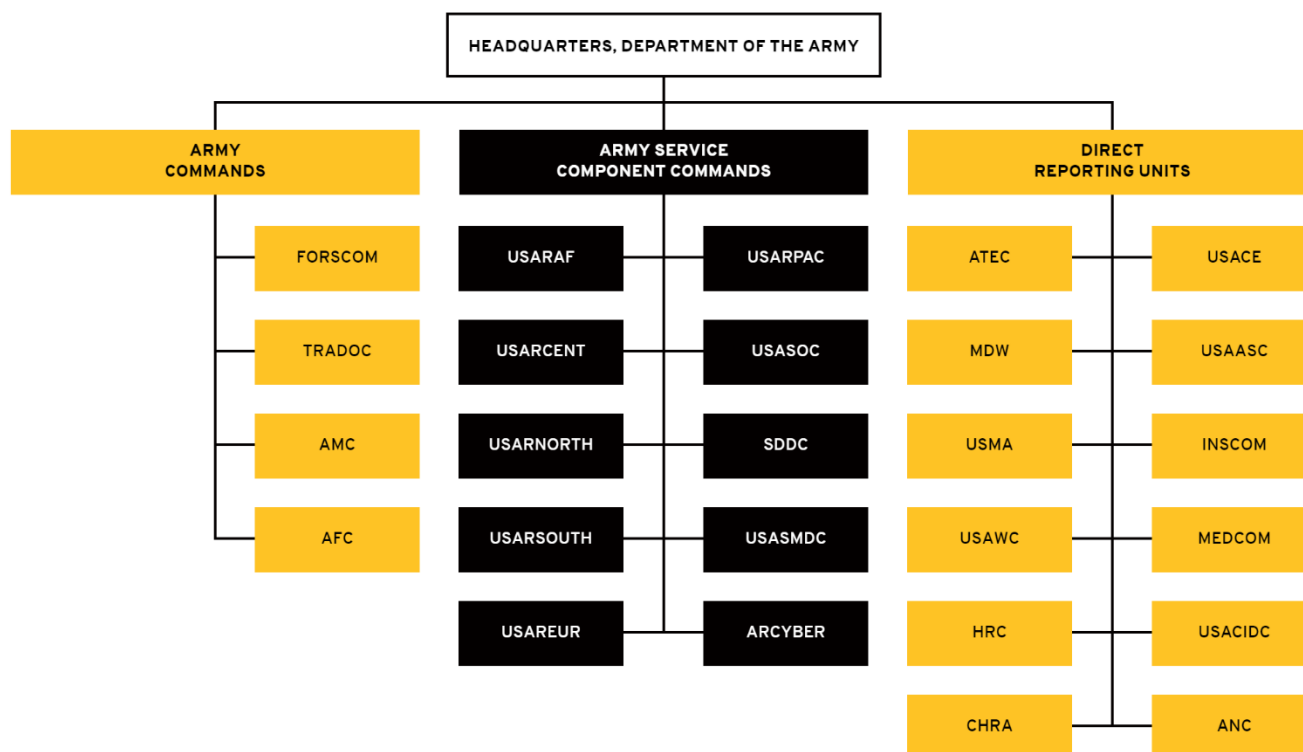 HEADQUARTERS, DEPARTMENT OF THE ARMY
ARMY
COMMANDS
FORSCOM
TRADOC
AMC
AFC
ARMY SERVICE
COMPONENT COMMANDS
USARAF
USARPAC
USARCENT
USASOC
USARNORTH
SDDC
USARSOUTH
USASMDC
USAREUR
ARCYBER
DIRECT
REPORTING UNITS
ATEC
USACE
MDW
USAASC
USMA
INSCOM
USAWC
MEDCOM
HRC
USACIDC
CHRA
ANC